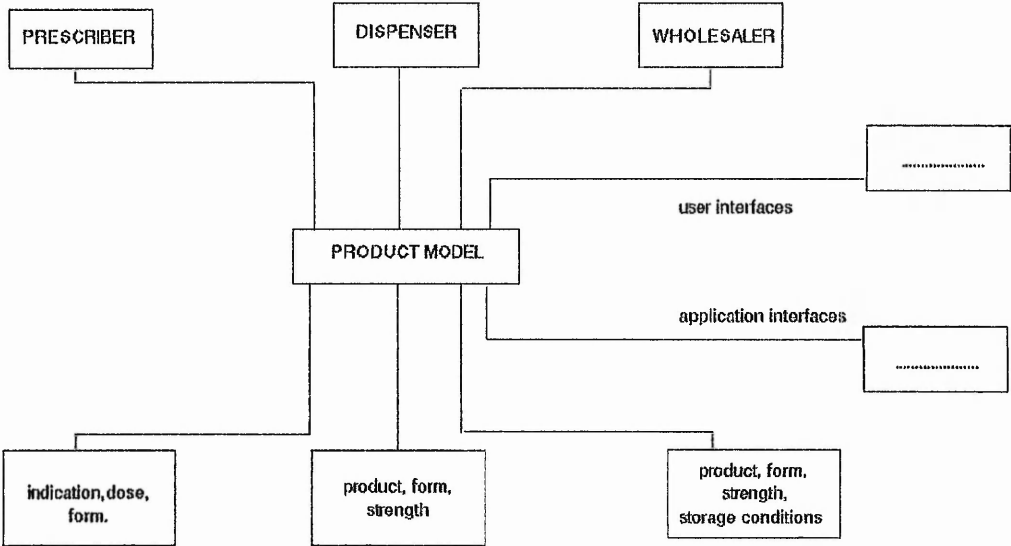 PRESCRIBER
DISPENSER
WHOLESALER
....................
user interfaces
PRODUCT MODEL
application interfaces
....................
indication, dose,
form.
product, form,
strength
product, form,
strength,
storage conditions